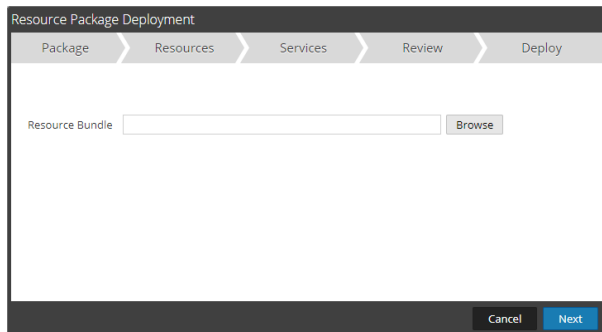 Resource Package Deployment
Package Resources Services Review Deploy
Resource Bundle Browse
Cancel Next